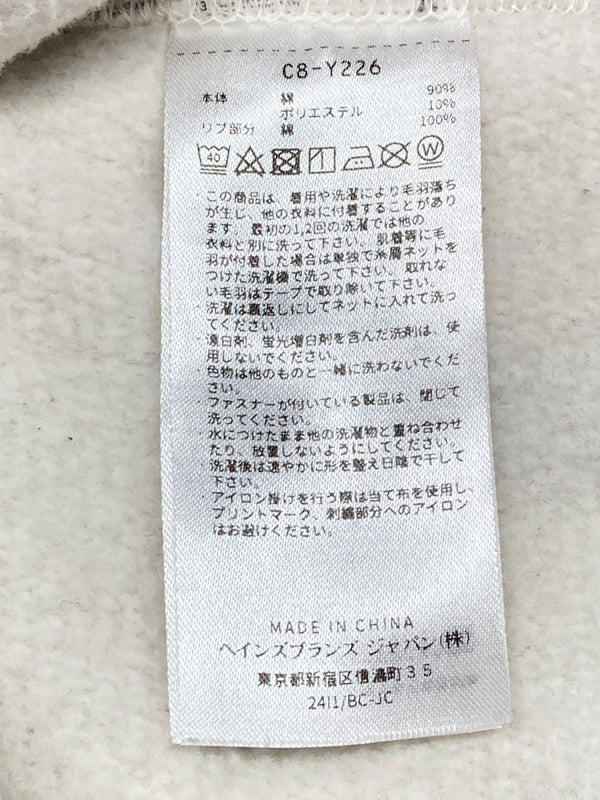 C8-Y226
本体 綿 90%
ポリエステル 10%
リブ部分 綿 100%
40 W
・この商品は、着用や洗濯により毛羽落ち
が生じ、他の衣料に付着することがあり
ます。最初の1,2回の洗濯では他の
衣料と別に洗って下さい。肌着等に毛
羽が付着した場合は単独で糸屑ネットを
つけた洗濯機で洗って下さい。取れな
い毛羽はテープで取り除いて下さい。
洗濯は裏返しにしてネットに入れて洗っ
てください。
・漂白剤、蛍光増白剤を含んだ洗剤は、使
用しないでください。
・色物は他のものと一緒に洗わないでくだ
さい。
・ファスナーが付いている製品は、閉じて
洗ってください。
・水につけたまま他の洗濯物と重ね合わせ
たり、放置しないようにしてください。
・洗濯後は速やかに形を整え日陰で干して
下さい。
・アイロン掛けを行う際は当て布を使用し、
プリントマーク、刺繍部分へのアイロン
はお避けください。
MADE IN CHINA
ヘインズブランズ ジャパン(株)
東京都新宿区信濃町35
24I1/BC-JC